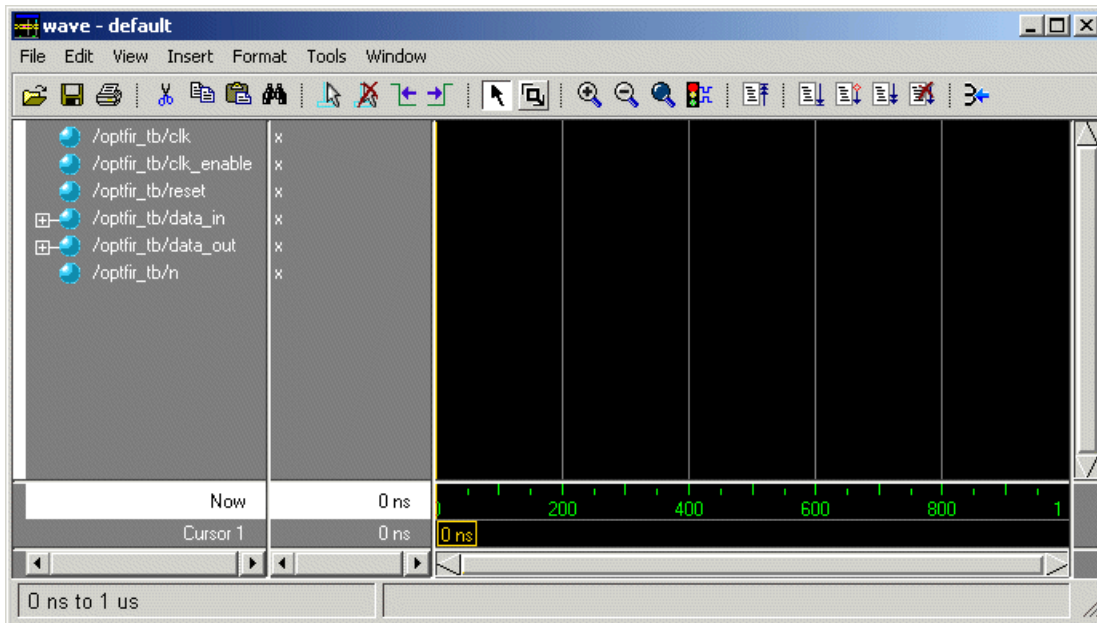 wave - default
File Edit View Insert Format Tools Window
/optfir_tb/clk x
/optfir_tb/clk_enable x
/optfir_tb/reset x
/optfir_tb/data_in x
/optfir_tb/data_out x
/optfir_tb/n x
Now 0 ns
200 400 600 800 1
Cursor 1 0 ns 0 ns
0 ns to 1 us